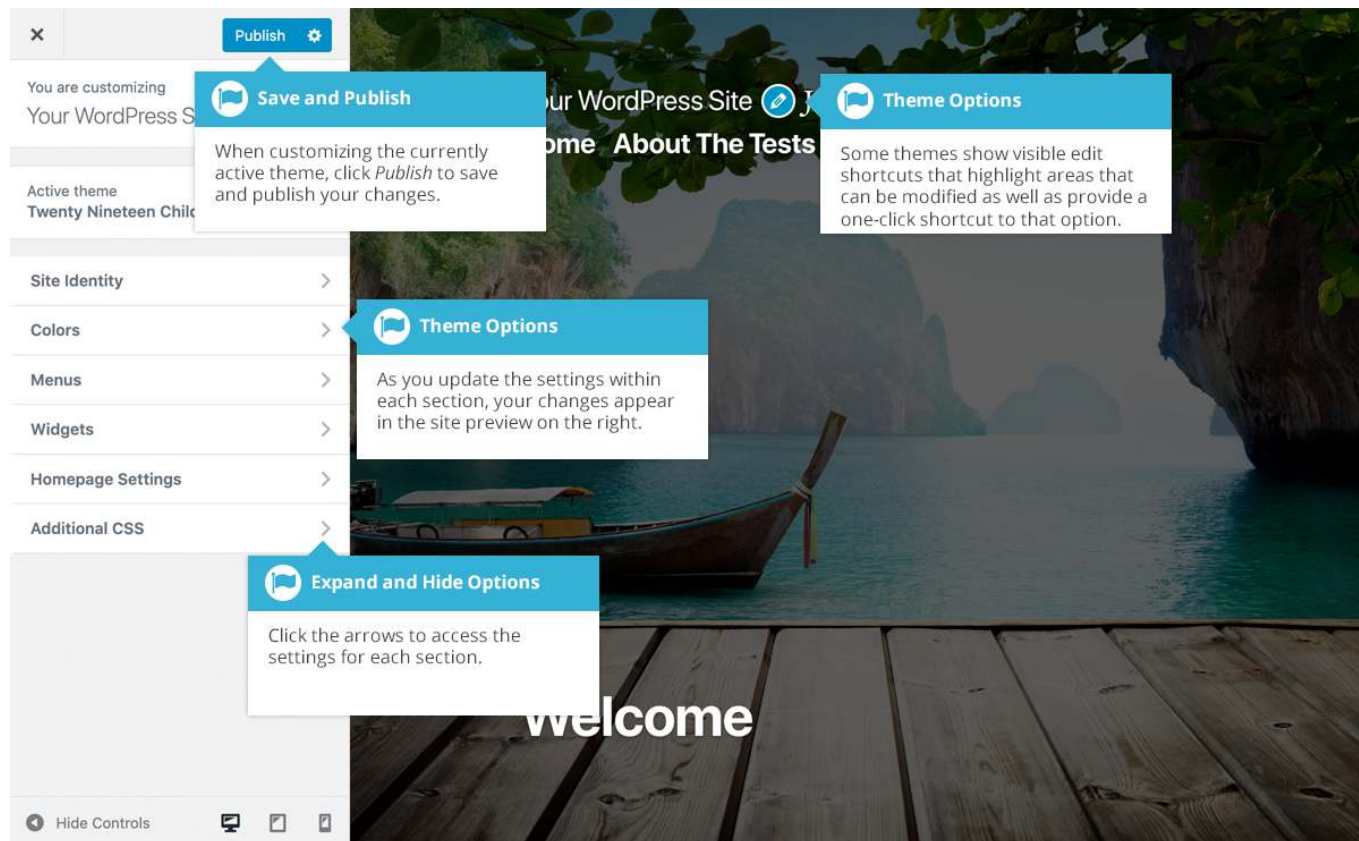 Publish
You are customizing
Your WordPress S
Active theme
Twenty Nineteen Chil
Save and Publish
When customizing the currently
active theme, click Publish to save
and publish your changes.
ur WordPress Site
ome About The Tests
Theme Options
Some themes show visible edit
shortcuts that highlight areas that
can be modified as well as provide a
one-click shortcut to that option.
Site Identity
Colors
Menus
Widgets
Homepage Settings
Additional CSS
Theme Options
As you update the settings within
each section, your changes appear
in the site preview on the right.
Expand and Hide Options
Click the arrows to access the
settings for each section.
Welcome
Hide Controls